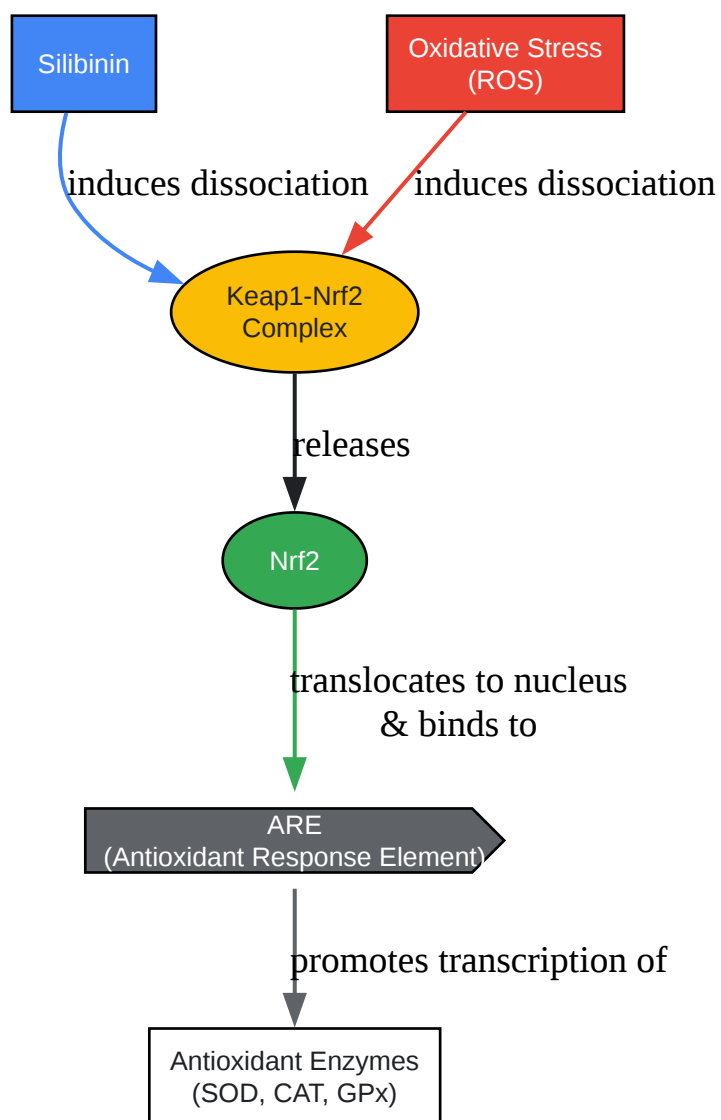 Silibinin
Oxidative Stress
(ROS)
induces dissociation
induces dissociation
Keap1-Nrf2
Complex
releases
Nrf2
translocates to nucleus
& binds to
ARE
(Antioxidant Response Element)
promotes transcription of
Antioxidant Enzymes
(SOD, CAT, GPx)